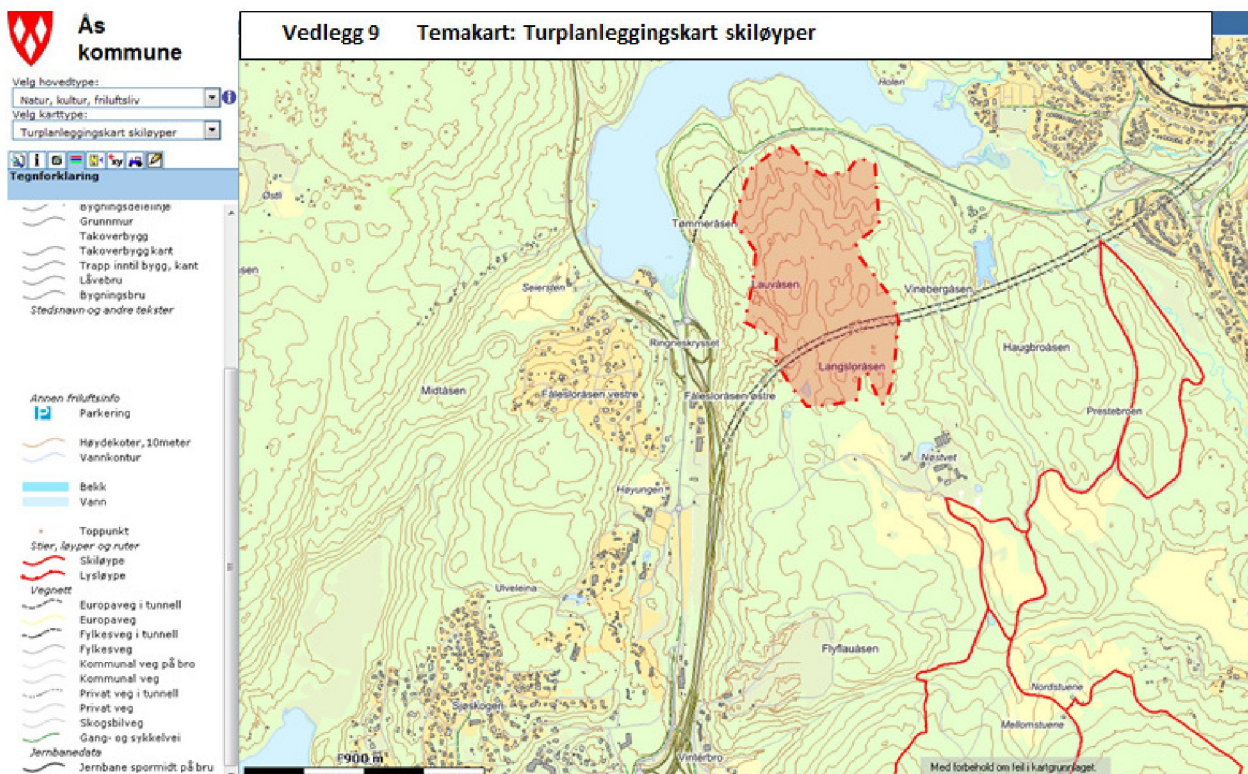 Ås
kommune
Vedlegg 9 Temakart: Turplanleggingskart skiløyper
Velg hovedtype:
Natur, kultur, friluftsliv
Velg karttype:
Turplanleggingskart skiløyper
Tegnforklaring
Bygningsdelelinje
Grunnmur
Takoverbygg
Takoverbygg kant
Trapp inntil bygg, kant
Låvebru
Bygningsbru
Stedsnavn og andre tekster
Annen friluftsinfo
P Parkering
Høydekoter, 10meter
Vannkontur
Bekk
Vann
Toppunkt
Stier, løyper og ruter
Skiløype
Lysløype
Vegnett
Europaveg i tunnell
Europaveg
Fylkesveg i tunnell
Fylkesveg
Kommunal veg på bro
Kommunal veg
Privat veg i tunnell
Privat veg
Skogsbilveg
Gang- og sykkelvei
Jernbanedata
Jernbane spormidt på bru
Holen
Østli
Tømmeråsen
åsen
Seiersten
Lauvåsen
Vinebergåsen
Ringneskrysset
Haugbroåsen
Midtåsen
Fålesloråsen vestre
Fålesloråsen østre
Langsloråsen
Prestebroen
Nøstvet
Høyungen
Ulveleina
Flyflauåsen
Sjøskogen
Nordstuene
Mellomstuene
900 m
Vinterbro
Med forbehold om feil i kartgrunnlaget.